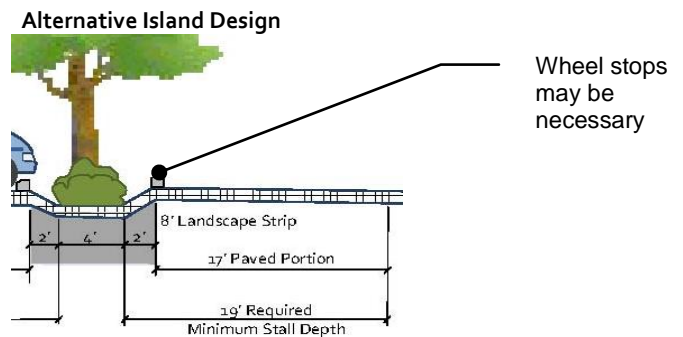 Alternative Island Design
Wheel stops
may be
necessary
8' Landscape Strip
2'
4'
2'
17' Paved Portion
19' Required
Minimum Stall Depth